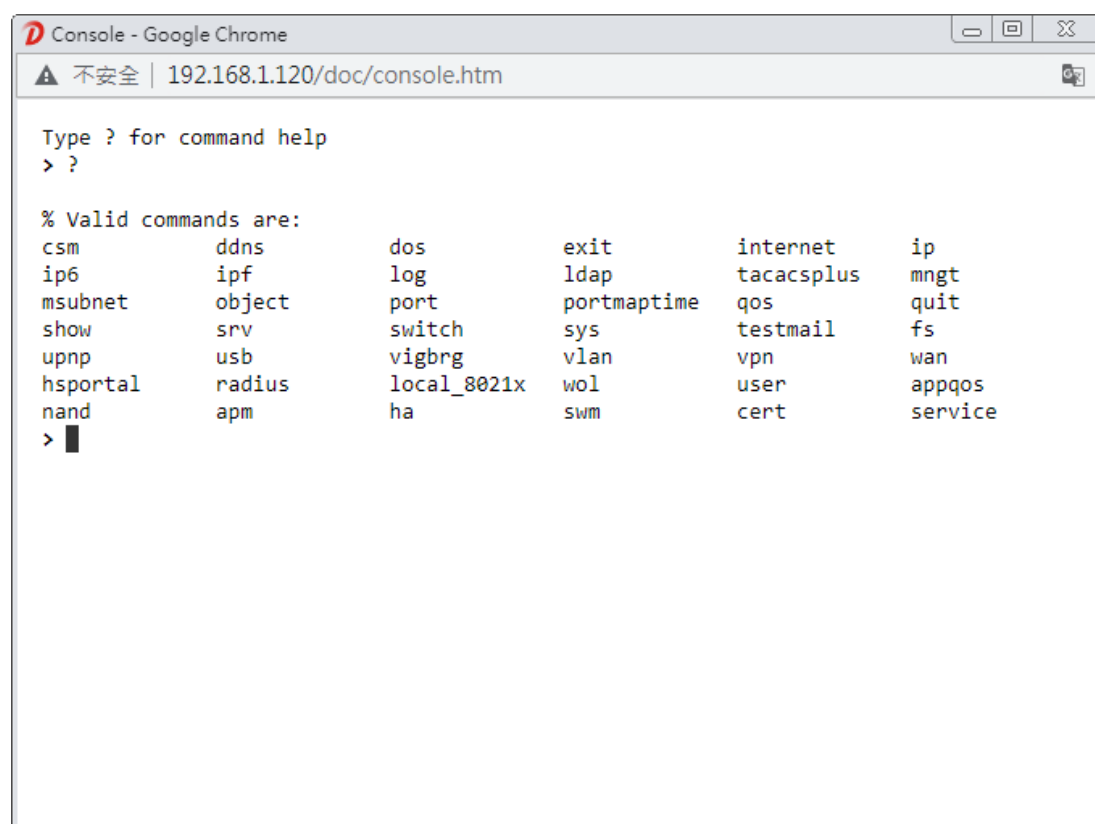 Console - Google Chrome
不安全 | 192.168.1.120/doc/console.htm
Type ? for command help
> ?
% Valid commands are:
csm ddns dos exit internet ip
ip6 ipf log ldap tacacsplus mngt
msubnet object port portmaptime qos quit
show srv switch sys testmail fs
upnp usb vigbrg vlan vpn wan
hsportal radius local_8021x wol user appqos
nand apm ha swm cert service
>